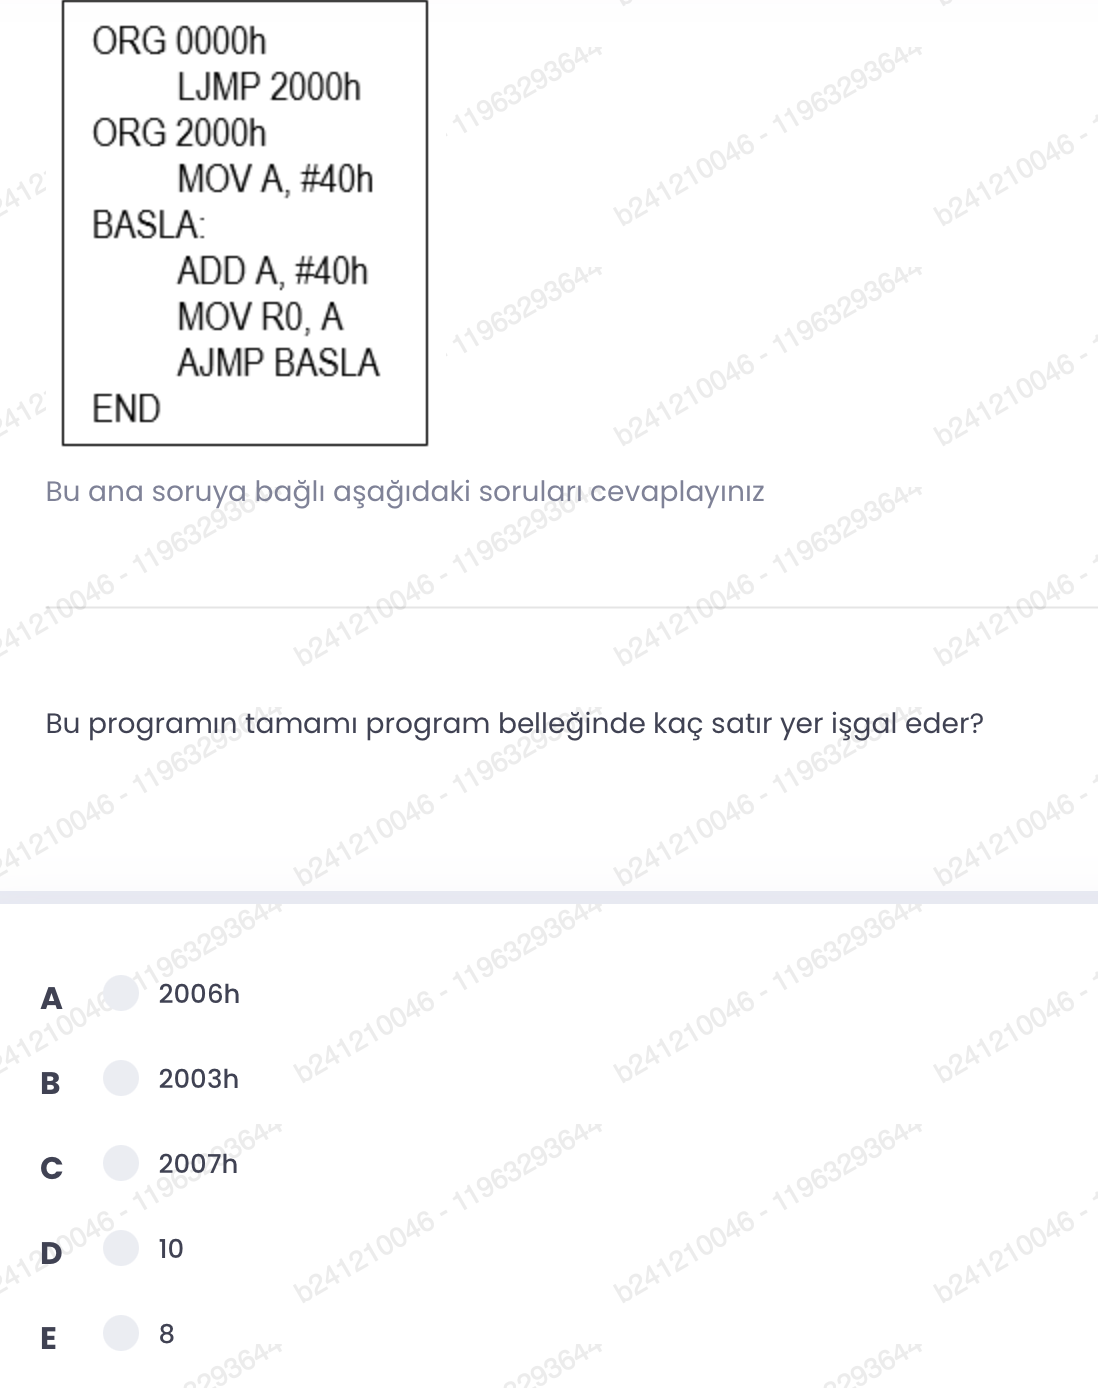 ORG 0000h
LJMP 2000h
ORG 2000h
MOV A, #40h
BASLA:
ADD A, #40h
MOV R0, A
AJMP BASLA
END
Bu ana soruya bağlı aşağıdaki soruları cevaplayınız
Bu programın tamamı program belleğinde kaç satır yer işgal eder?
A 2006h
B 2003h
C 2007h
D 10
E 8
b241210046 - 11963293644